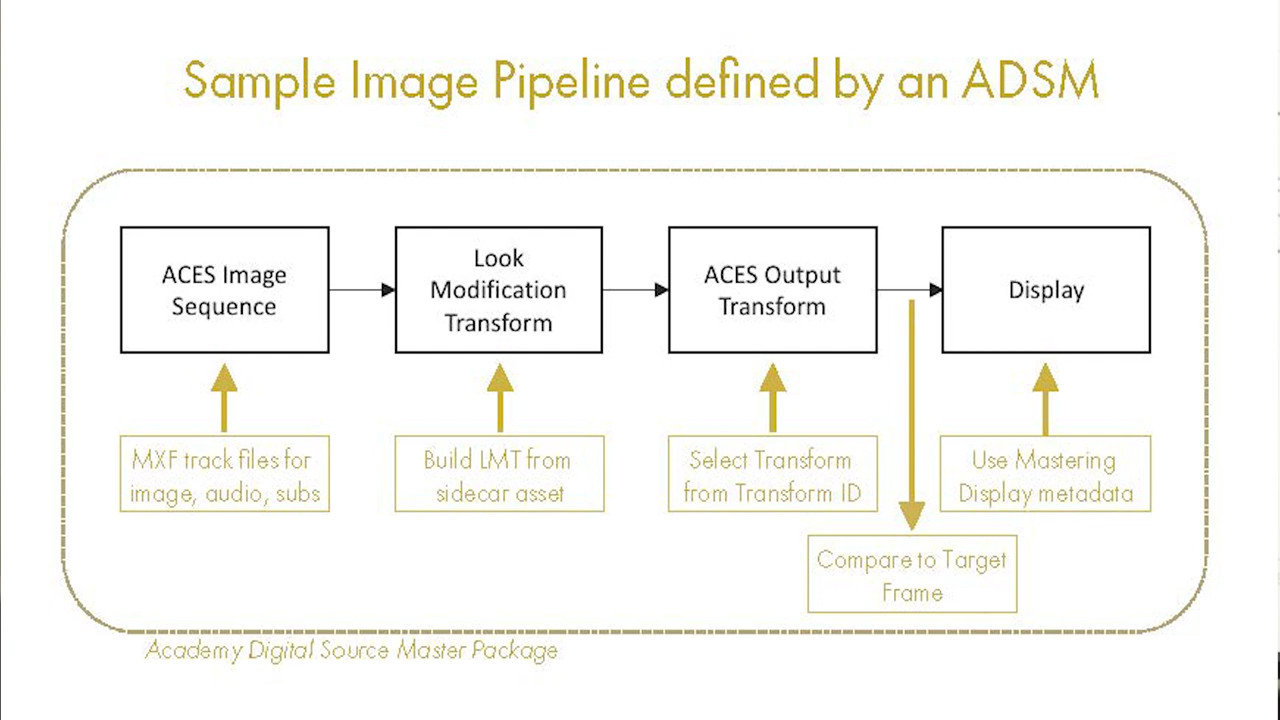 Sample Image Pipeline defined by an ADSM
ACES Image
Sequence
Look
Modification
Transform
ACES Output
Transform
Display
MXF track files for
image, audio, subs
Build LMT from
sidecar asset
Select Transform
from Transform ID
Use Mastering
Display metadata
Compare to Target
Frame
Academy Digital Source Master Package